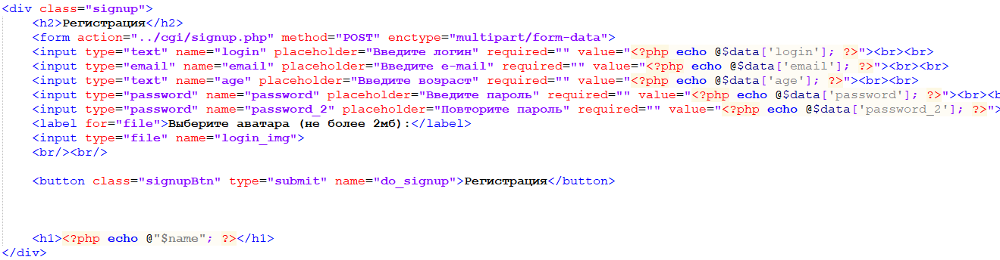 <div class="signup">
<h2>Регистрация</h2>
<form action="../cgi/signup.php" method="POST" enctype="multipart/form-data">
<input type="text" name="login" placeholder="Введите логин" required="" value="<?php echo @$data['login']; ?>"><br><br>
<input type="email" name="email" placeholder="Введите e-mail" required="" value="<?php echo @$data['email']; ?>"><br><br>
<input type="text" name="age" placeholder="Введите возраст" required="" value="<?php echo @$data['age']; ?>"><br><br>
<input type="password" name="password" placeholder="Введите пароль" required="" value="<?php echo @$data['password']; ?>"><br><b
<input type="password" name="password_2" placeholder="Повторите пароль" required="" value="<?php echo @$data['password_2']; ?>">
<label for="file">Выберите аватара (не более 2мб):</label>
<input type="file" name="login_img">
<br/><br/>
<button class="signupBtn" type="submit" name="do_signup">Регистрация</button>
<h1><?php echo @"$name"; ?></h1>
</div>